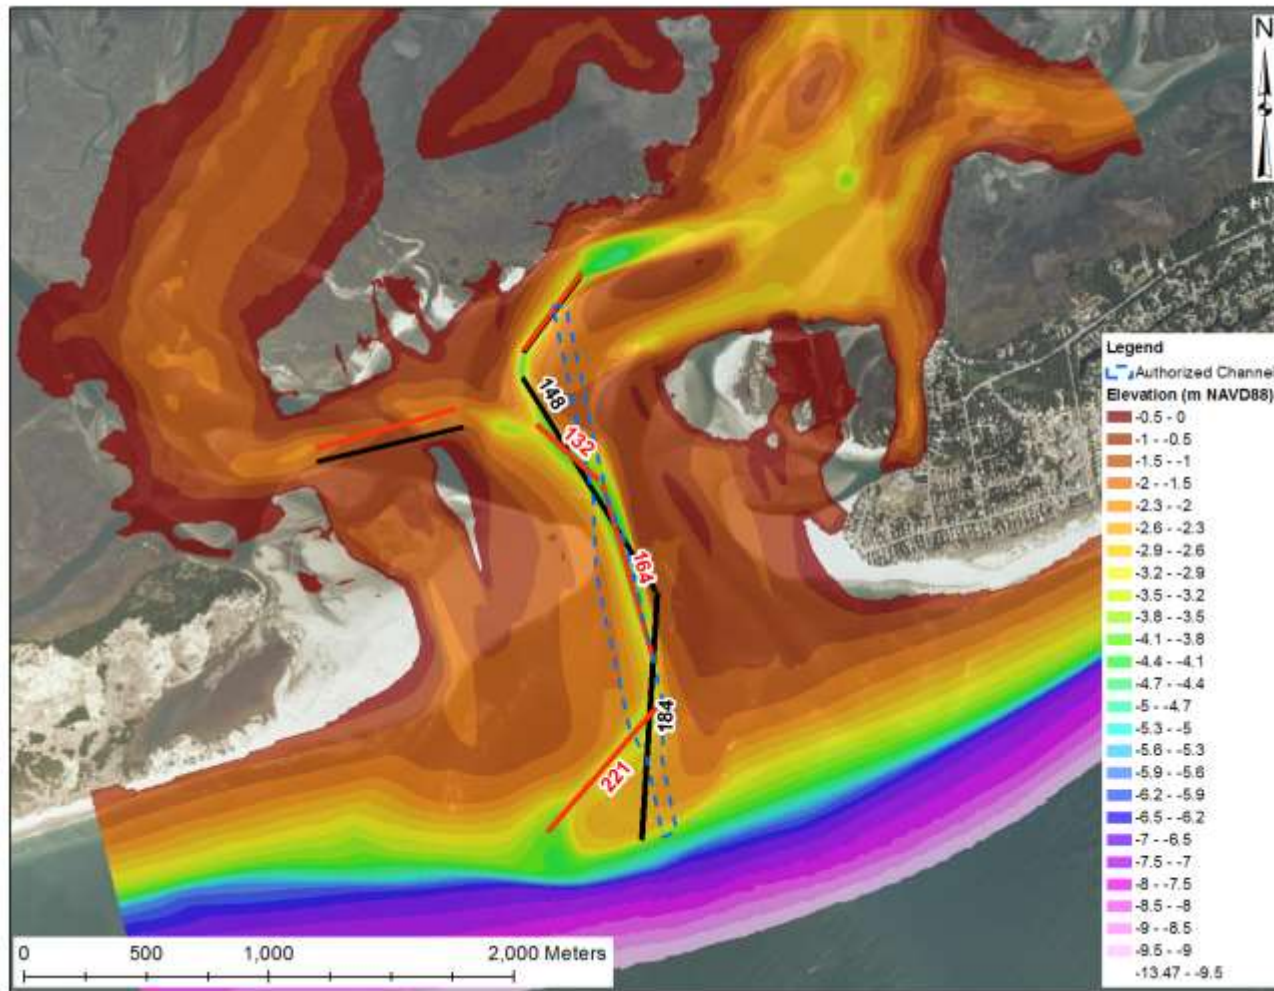 N
148
132
164
184
221
Legend
Authorized Channel
Elevation (m NAVD88)
-0.5 - 0
-1 - -0.5
-1.5 - -1
-2 - -1.5
-2.3 - -2
-2.6 - -2.3
-2.9 - -2.6
-3.2 - -2.9
-3.5 - -3.2
-3.8 - -3.5
-4.1 - -3.8
-4.4 - -4.1
-4.7 - -4.4
-5 - -4.7
-5.3 - -5
-5.6 - -5.3
-5.9 - -5.6
-6.2 - -5.9
-6.5 - -6.2
-7 - -6.5
-7.5 - -7
-8 - -7.5
-8.5 - -8
-9 - -8.5
-9.5 - -9
-13.47 - -9.5
0 500 1,000 2,000 Meters